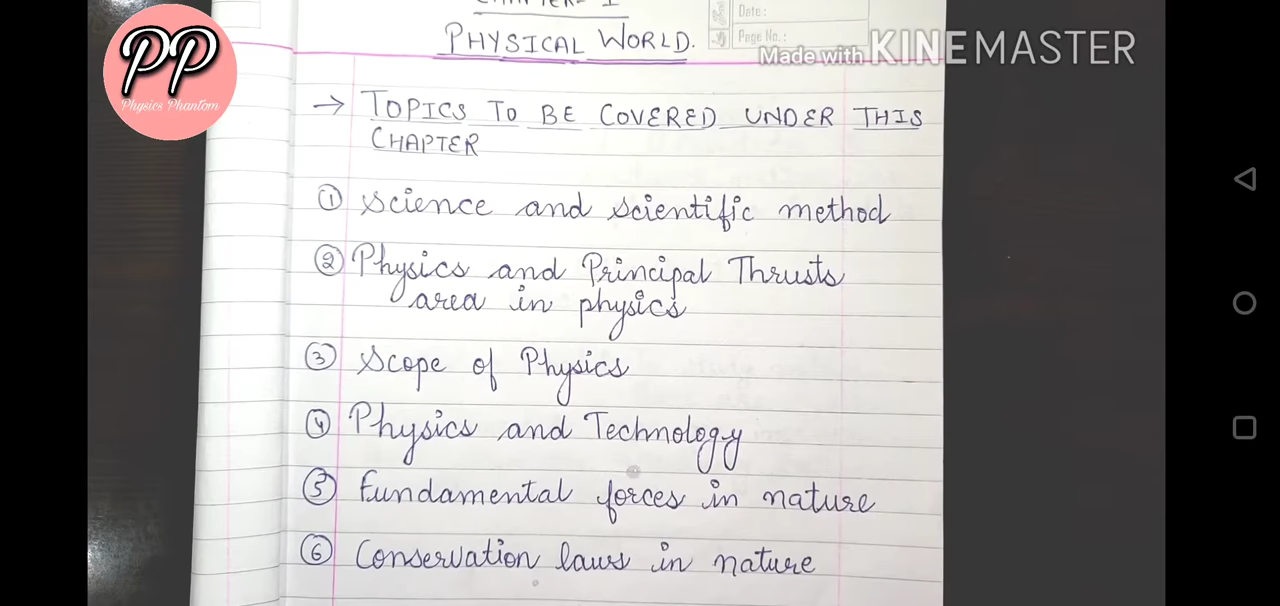 CHAPTER - I
Date :
PHYSICAL WORLD.
Page No. :
Made with KINEMASTER
PP
Physics Phantom
→ TOPICS TO BE COVERED UNDER THIS
CHAPTER
① Science and scientific method
② Physics and Principal Thrusts
area in physics
③ Scope of Physics
④ Physics and Technology
⑤ Fundamental forces in nature
⑥ Conservation laws in nature